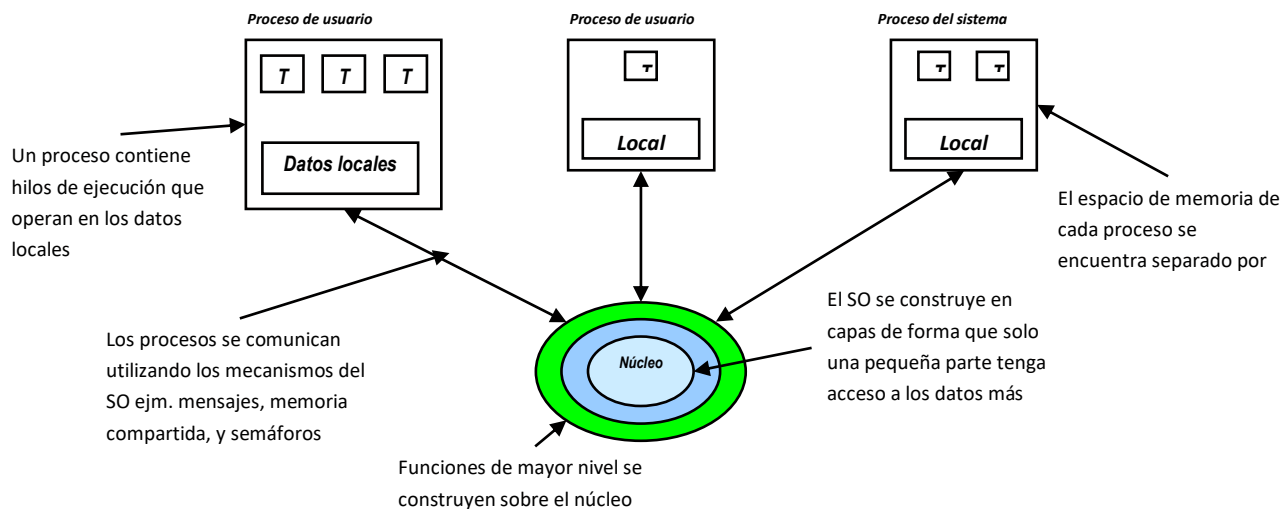 Proceso de usuario
Proceso de usuario
Proceso del sistema
T
T
T
T
T
T
Datos locales
Local
Local
Un proceso contiene
hilos de ejecución que
operan en los datos
locales
El espacio de memoria de
cada proceso se
encuentra separado por
Los procesos se comunican
utilizando los mecanismos del
SO ejm. mensajes, memoria
compartida, y semáforos
Núcleo
El SO se construye en
capas de forma que solo
una pequeña parte tenga
acceso a los datos más
Funciones de mayor nivel se
construyen sobre el núcleo